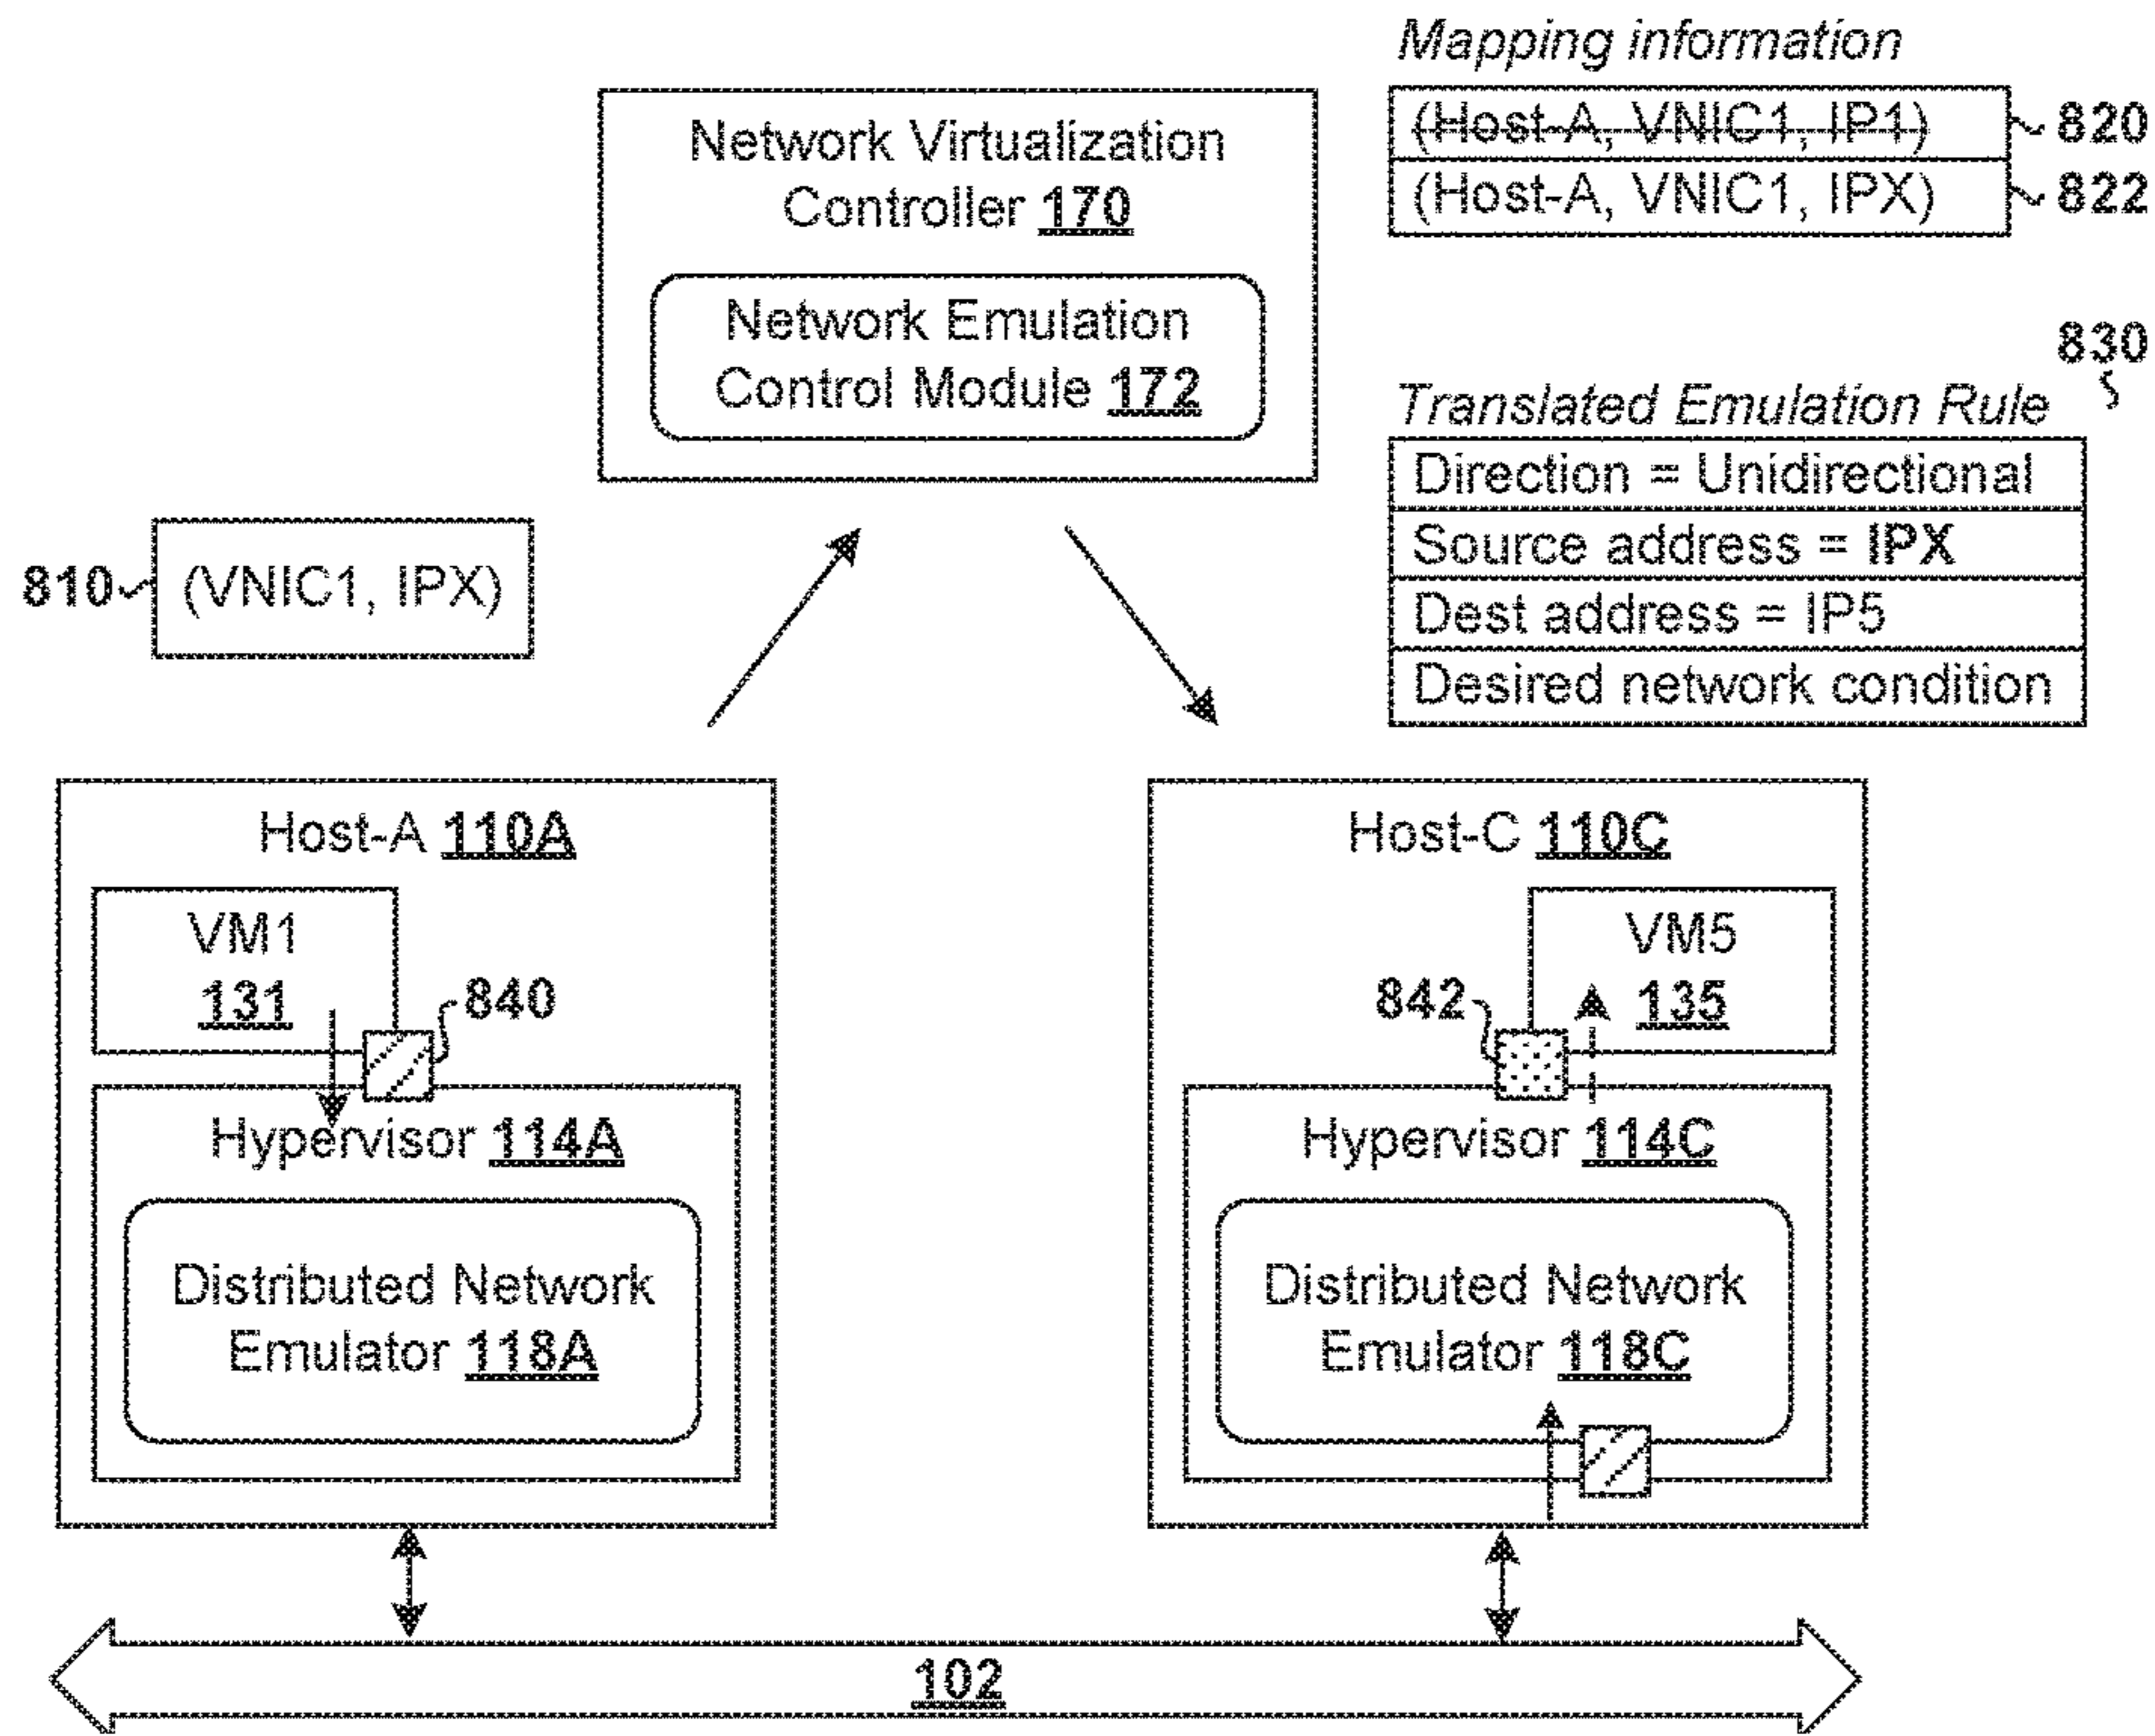 Mapping information
(Host-A, VNIC1, IP1)
820
(Host-A, VNIC1, IPX)
822
Network Virtualization
Controller 170
Network Emulation
Control Module 172
830
Translated Emulation Rule
Direction = Unidirectional
Source address = IPX
Dest address = IP5
Desired network condition
810
(VNIC1, IPX)
Host-A 110A
VM1
131
840
Hypervisor 114A
Distributed Network
Emulator 118A
Host-C 110C
VM5
135
842
Hypervisor 114C
Distributed Network
Emulator 118C
102